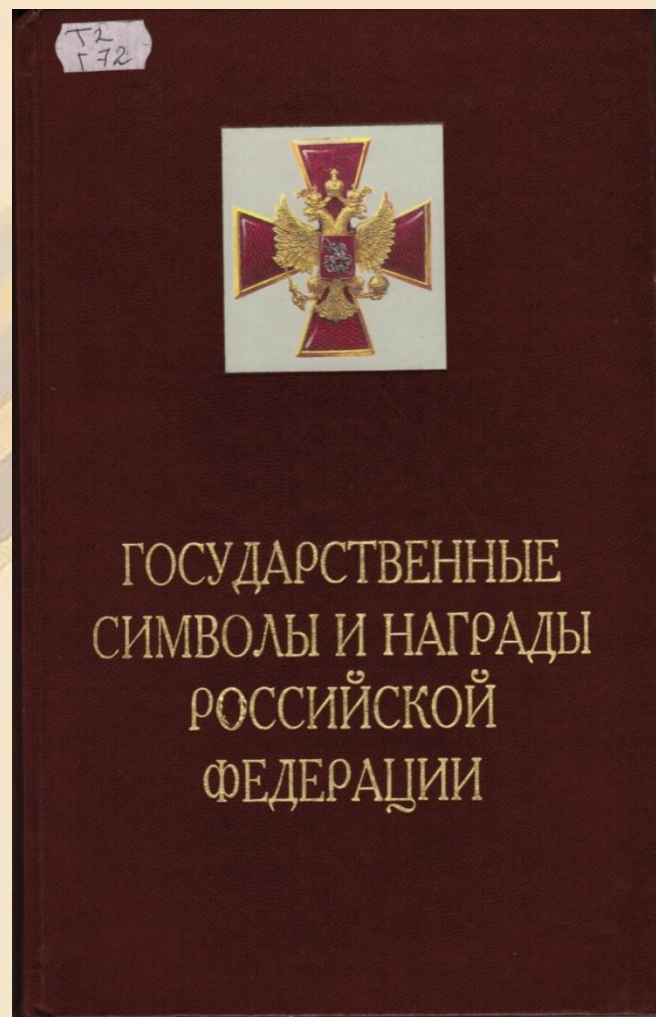 Т2
Г72
ГОСУДАРСТВЕННЫЕ
СИМВОЛЫ И НАГРАДЫ
РОССИЙСКОЙ
ФЕДЕРАЦИИ